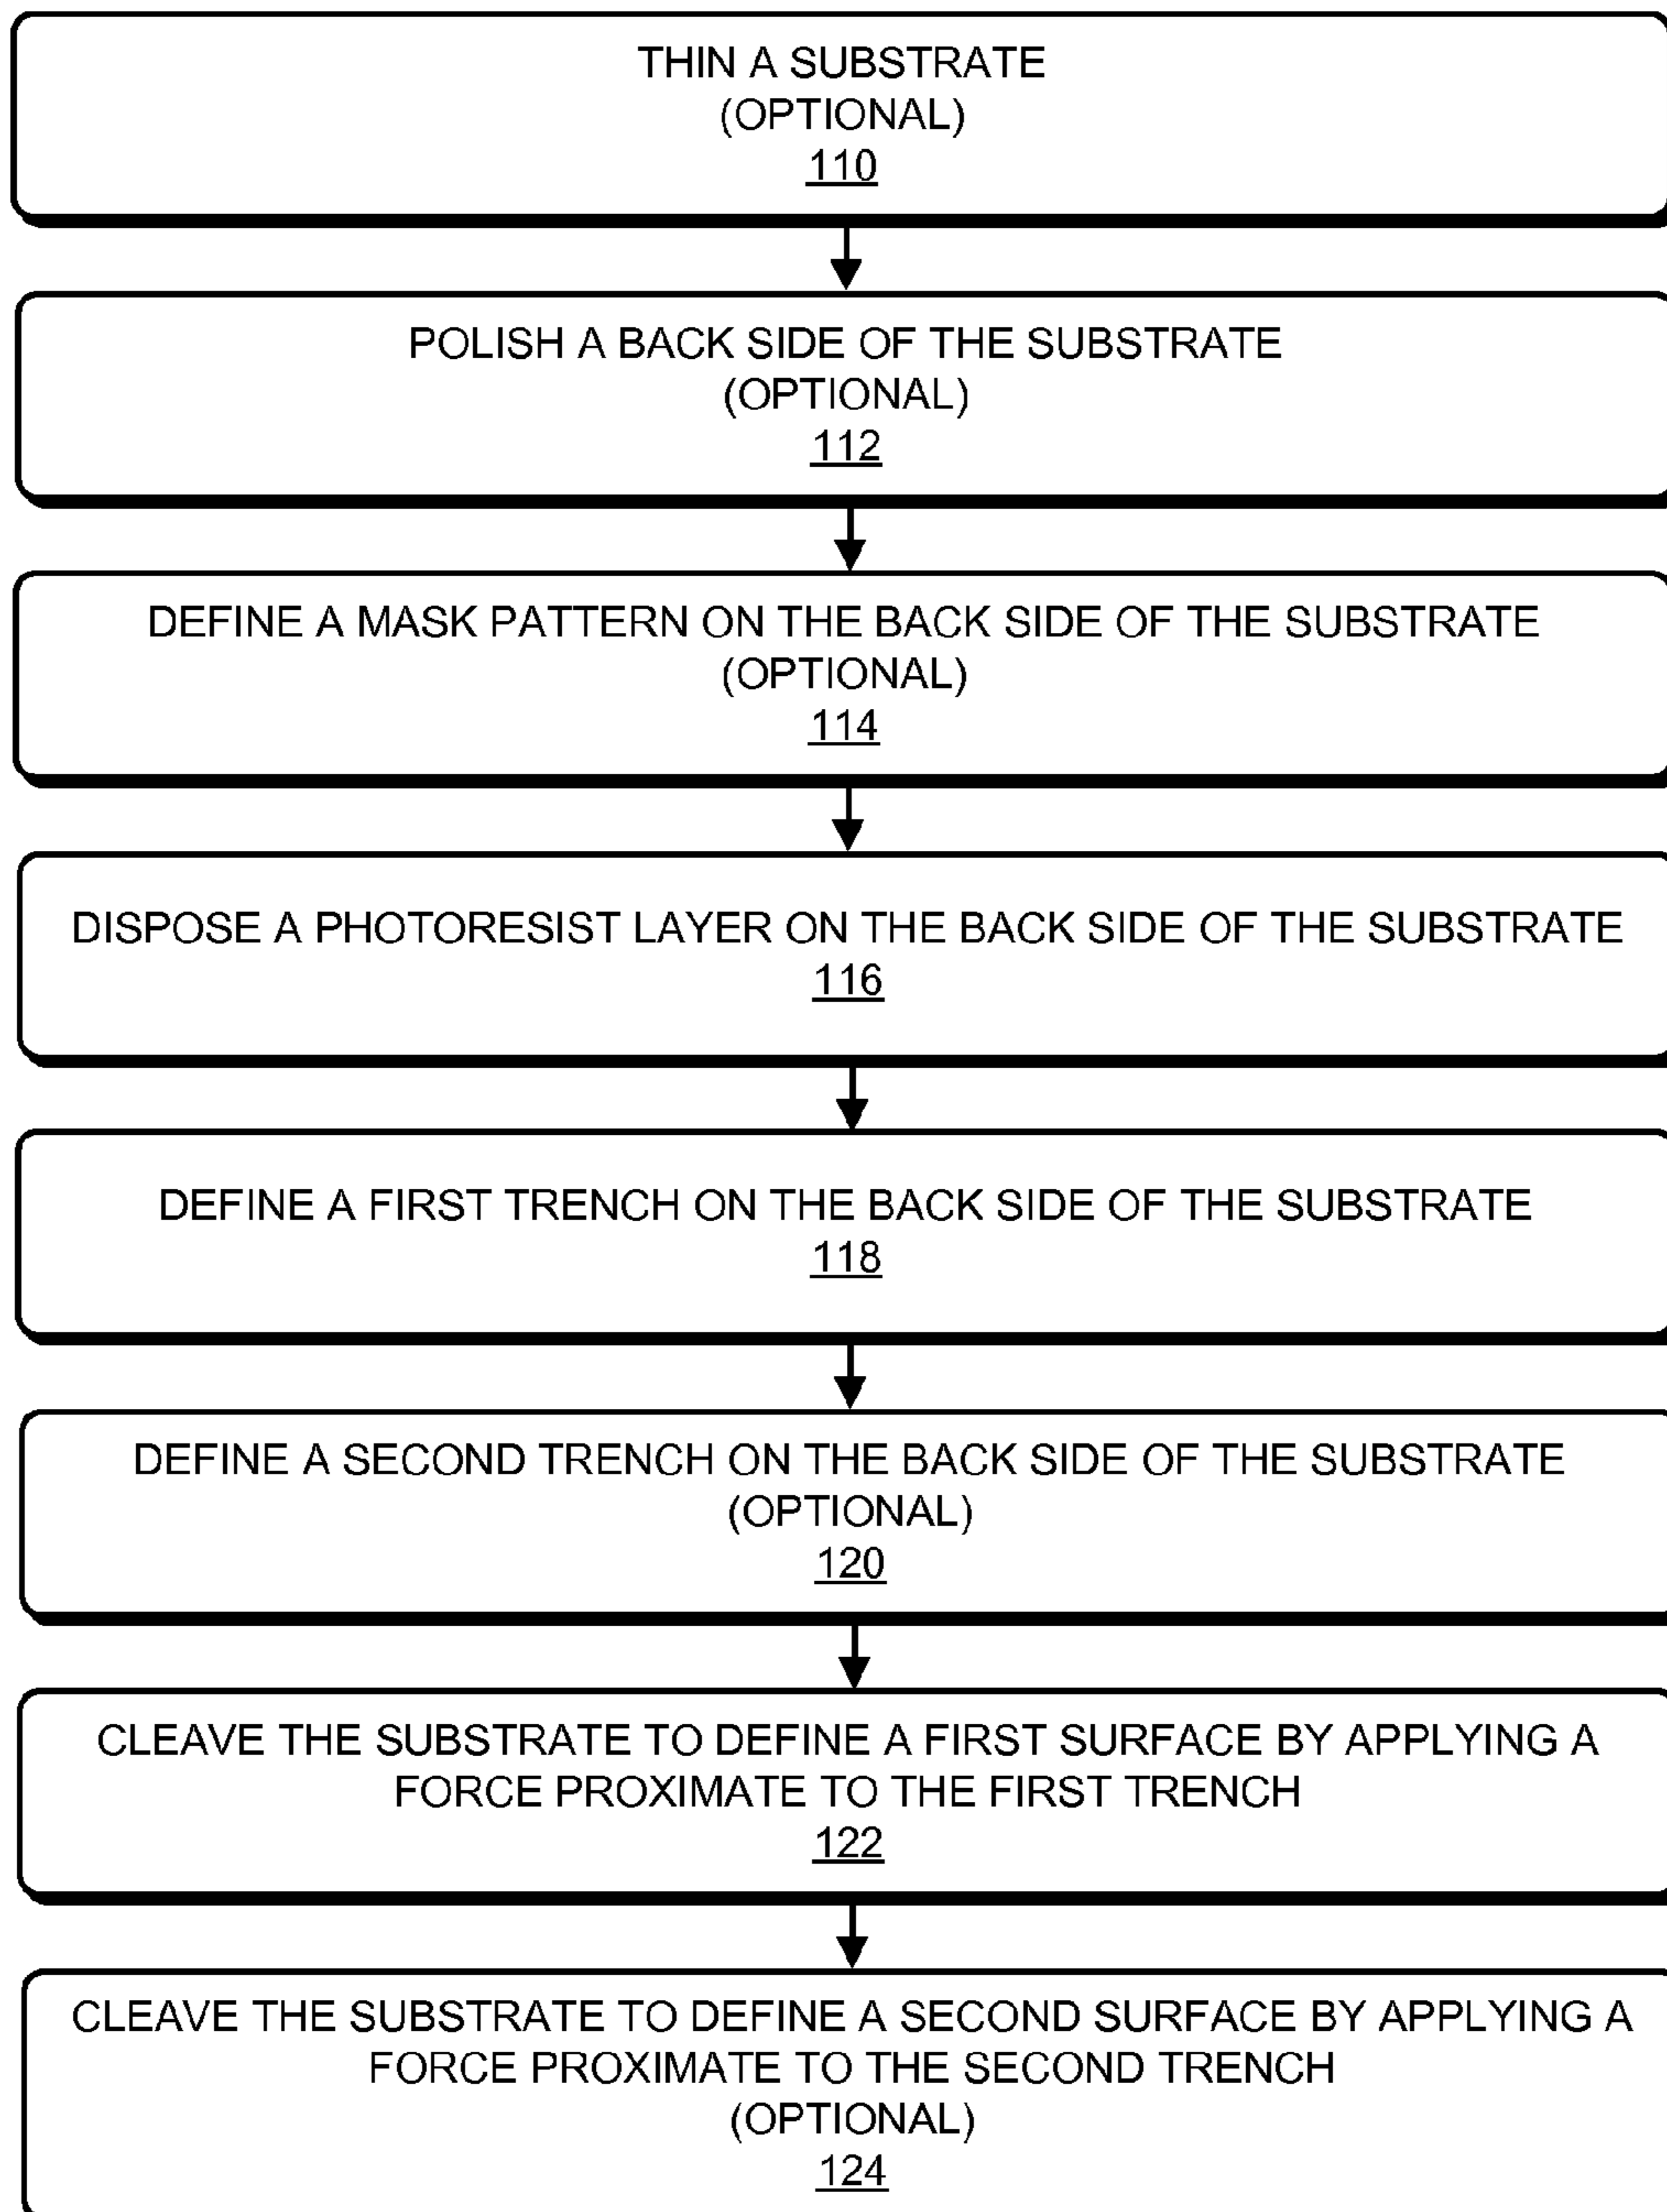 THIN A SUBSTRATE
(OPTIONAL)
110
POLISH A BACK SIDE OF THE SUBSTRATE
(OPTIONAL)
112
DEFINE A MASK PATTERN ON THE BACK SIDE OF THE SUBSTRATE
(OPTIONAL)
114
DISPOSE A PHOTORESIST LAYER ON THE BACK SIDE OF THE SUBSTRATE
116
DEFINE A FIRST TRENCH ON THE BACK SIDE OF THE SUBSTRATE
118
DEFINE A SECOND TRENCH ON THE BACK SIDE OF THE SUBSTRATE
(OPTIONAL)
120
CLEAVE THE SUBSTRATE TO DEFINE A FIRST SURFACE BY APPLYING A
FORCE PROXIMATE TO THE FIRST TRENCH
122
CLEAVE THE SUBSTRATE TO DEFINE A SECOND SURFACE BY APPLYING A
FORCE PROXIMATE TO THE SECOND TRENCH
(OPTIONAL)
124